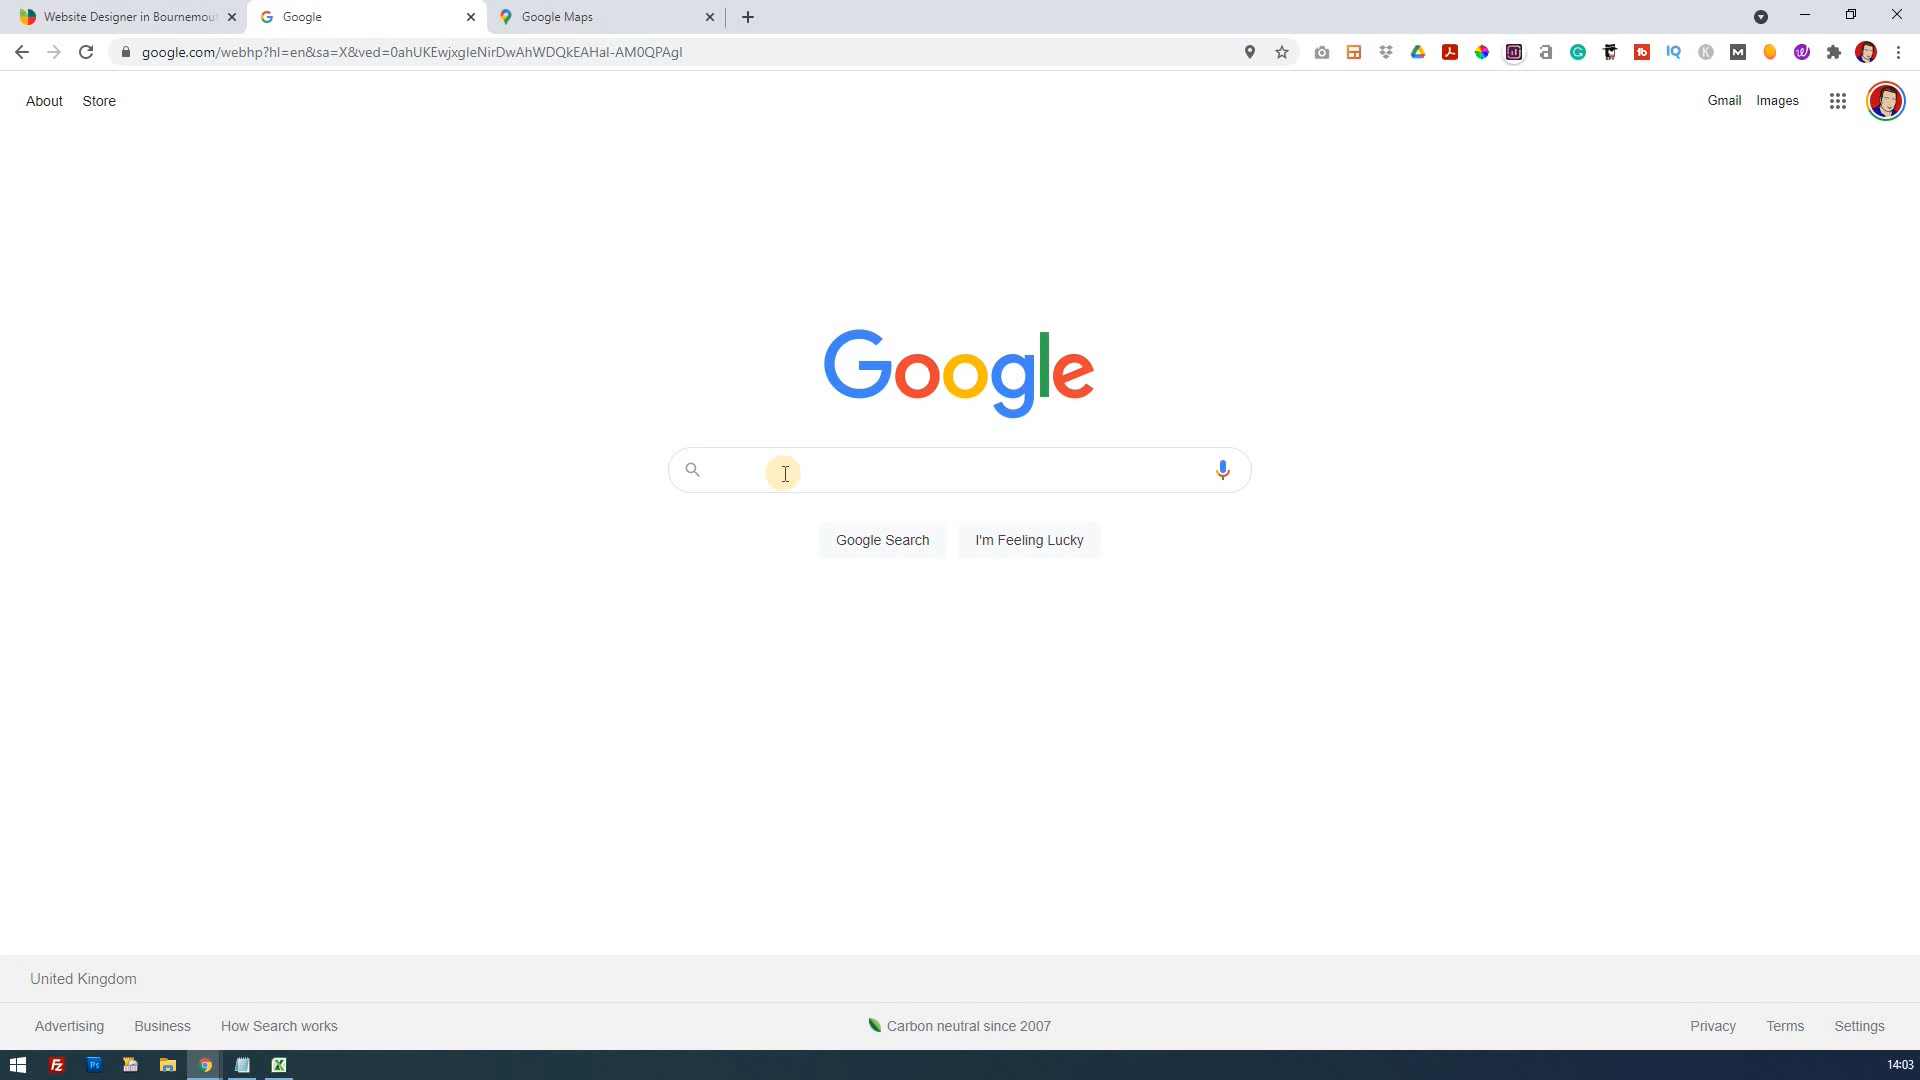 Website Designer in Bournemou
Google
Google Maps
google.com/webhp?hl=en&sa=X&ved=0ahUKEwjxgIeNirDwAhWDQkEAHaI-AM0QPAgI
About
Store
Gmail
Images
Google
Google Search
I'm Feeling Lucky
United Kingdom
Advertising
Business
How Search works
Carbon neutral since 2007
Privacy
Terms
Settings
14:03